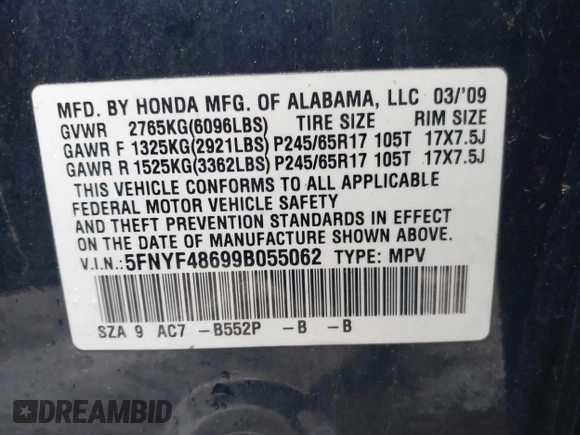 MFD. BY HONDA MFG. OF ALABAMA, LLC 03/'09
GVWR 2765KG(6096LBS) TIRE SIZE RIM SIZE
GAWR F 1325KG(2921LBS) P245/65R17 105T 17X7.5J
GAWR R 1525KG(3362LBS) P245/65R17 105T 17X7.5J
THIS VEHICLE CONFORMS TO ALL APPLICABLE
FEDERAL MOTOR VEHICLE SAFETY
AND THEFT PREVENTION STANDARDS IN EFFECT
ON THE DATE OF MANUFACTURE SHOWN ABOVE.
V.I.N.:5FNYF48699B055062 TYPE: MPV
SZA 9 AC7 -B552P -B -B
DREAMBID